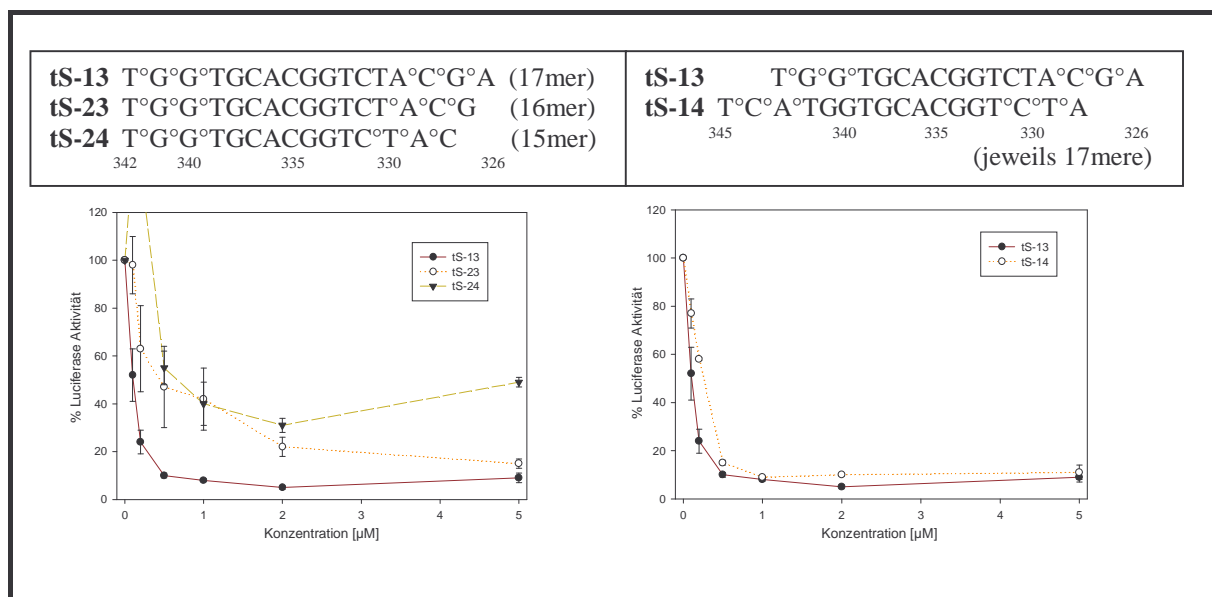 tS-13 T°G°G°TGCACGGTCTA°C°G°A (17mer)
tS-23 T°G°G°TGCACGGTCT°A°C°G (16mer)
tS-24 T°G°G°TGCACGGTC°T°A°C (15mer)
342 340 335 330 326
tS-13 T°G°G°TGCACGGTCTA°C°G°A
tS-14 T°C°A°TGGTGCACGGT°C°T°A
345 340 335 330 326
(jeweils 17mere)
120
100
80
60
40
20
0
% Luciferase Aktivität
tS-13
tS-23
tS-24
0 1 2 3 4 5
Konzentration [µM]
120
100
80
60
40
20
0
% Luciferase Aktivität
tS-13
tS-14
0 1 2 3 4 5
Konzentration [µM]